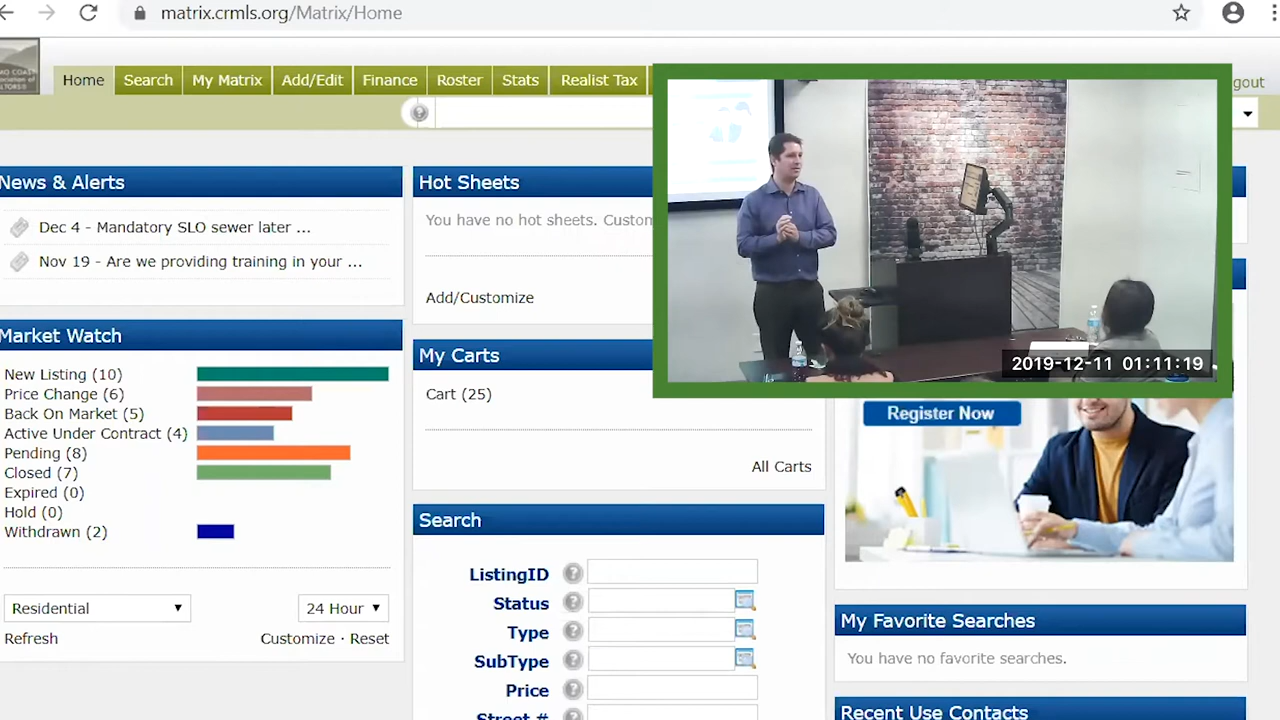 matrix.crmls.org/Matrix/Home
Home Search My Matrix Add/Edit Finance Roster Stats Realist Tax
News & Alerts
Dec 4 - Mandatory SLO sewer later ...
Nov 19 - Are we providing training in your ...
Market Watch
New Listing (10)
Price Change (6)
Back On Market (5)
Active Under Contract (4)
Pending (8)
Closed (7)
Expired (0)
Hold (0)
Withdrawn (2)
Residential 24 Hour
Refresh Customize · Reset
Hot Sheets
You have no hot sheets. Custom
Add/Customize
My Carts
Cart (25)
All Carts
Search
ListingID
Status
Type
SubType
Price
Street #
2019-12-11 01:11:19
Register Now
My Favorite Searches
You have no favorite searches.
Recent Use Contacts